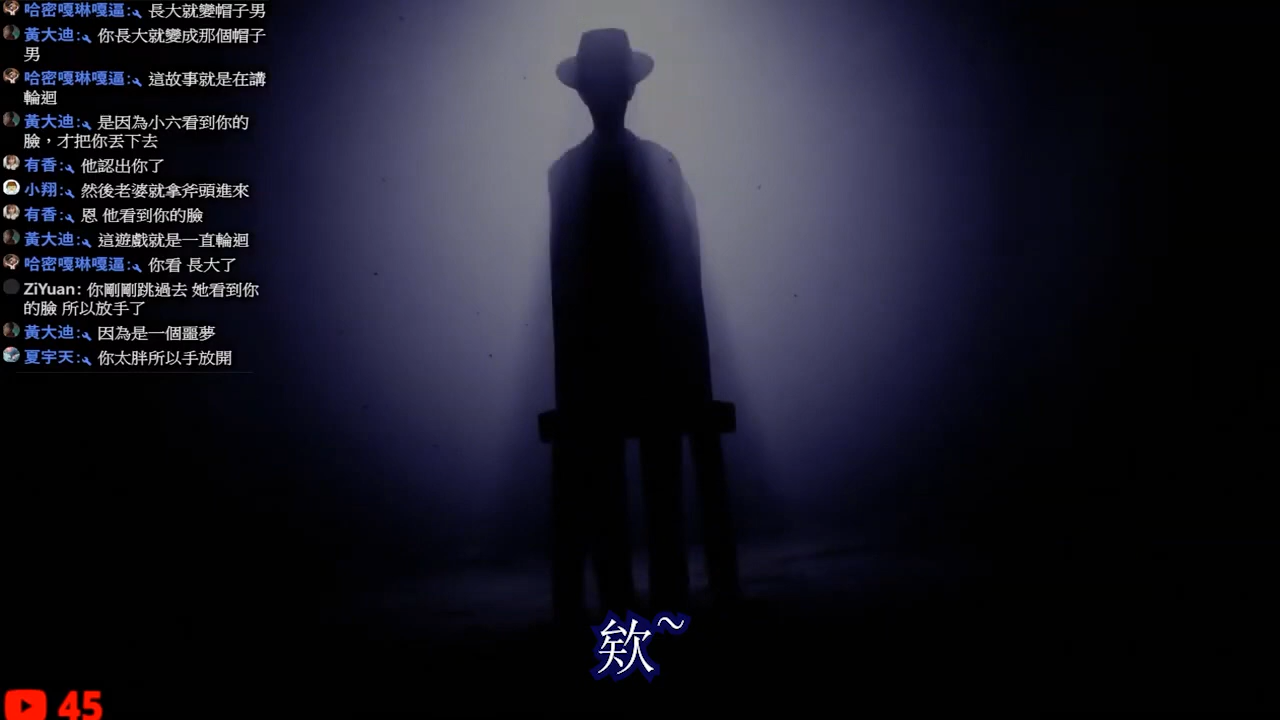 哈密嘎琳嘎逼: 長大就變帽子男
黃大迪: 你長大就變成那個帽子
男
哈密嘎琳嘎逼: 這故事就是在講
輪迴
黃大迪: 是因為小六看到你的
臉，才把你丟下去
有香: 他認出你了
小翔: 然後老婆就拿斧頭進來
有香: 恩 他看到你的臉
黃大迪: 這遊戲就是一直輪迴
哈密嘎琳嘎逼: 你看 長大了
ZiYuan: 你剛剛跳過去 她看到你
的臉 所以放手了
黃大迪: 因為是一個噩夢
夏宇天: 你太胖所以手放開
欸~
45